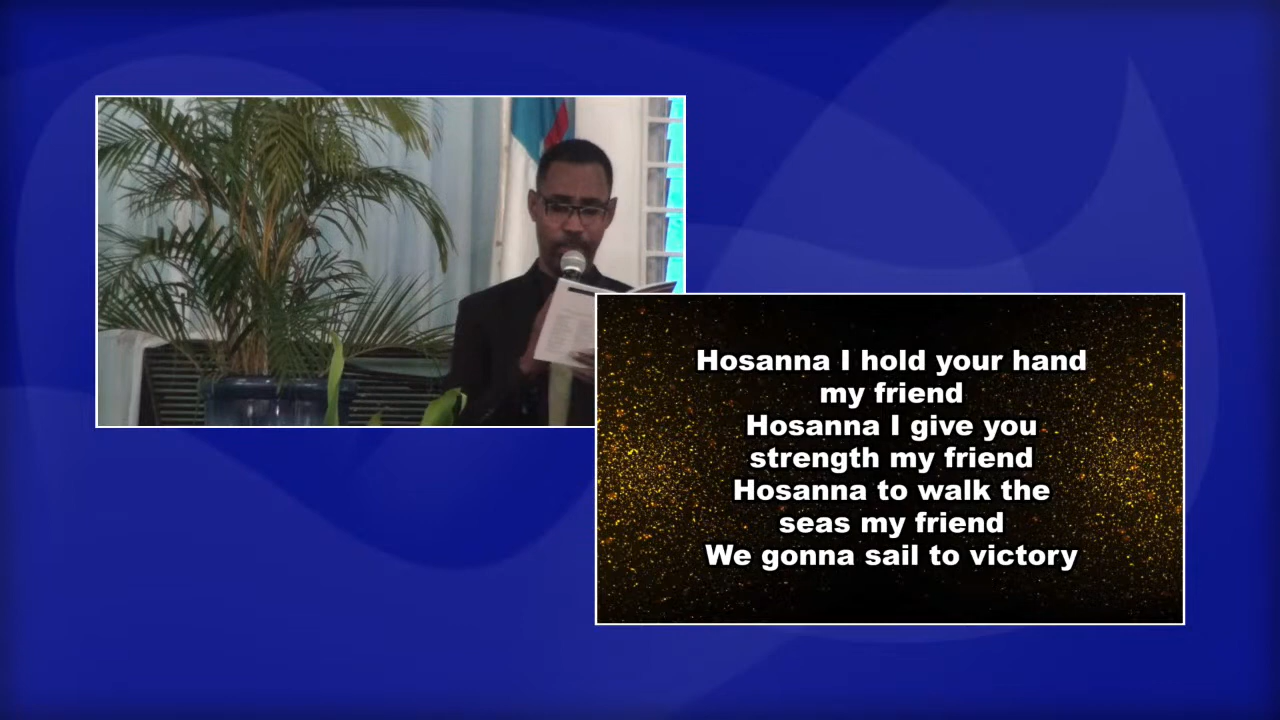 Hosanna I hold your hand
my friend
Hosanna I give you
strength my friend
Hosanna to walk the
seas my friend
We gonna sail to victory